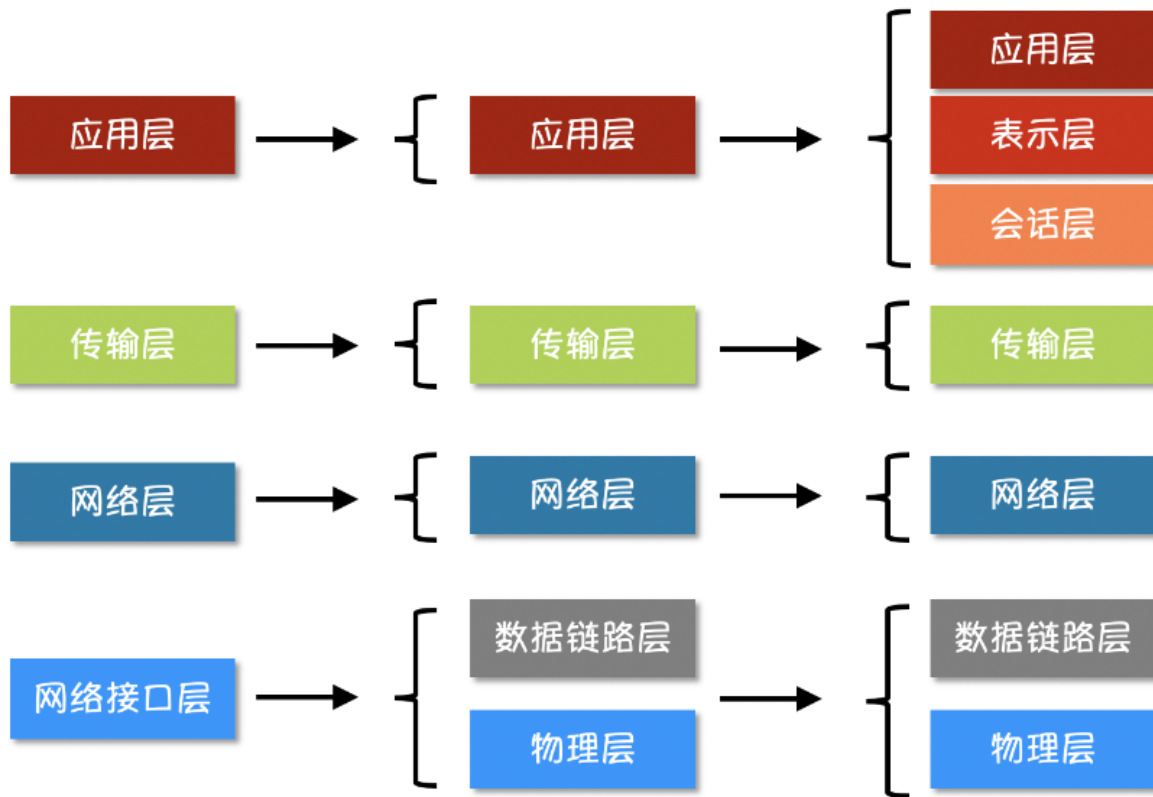 应用层
应用层
应用层
表示层
会话层
传输层
传输层
传输层
网络层
网络层
网络层
网络接口层
数据链路层
物理层
数据链路层
物理层